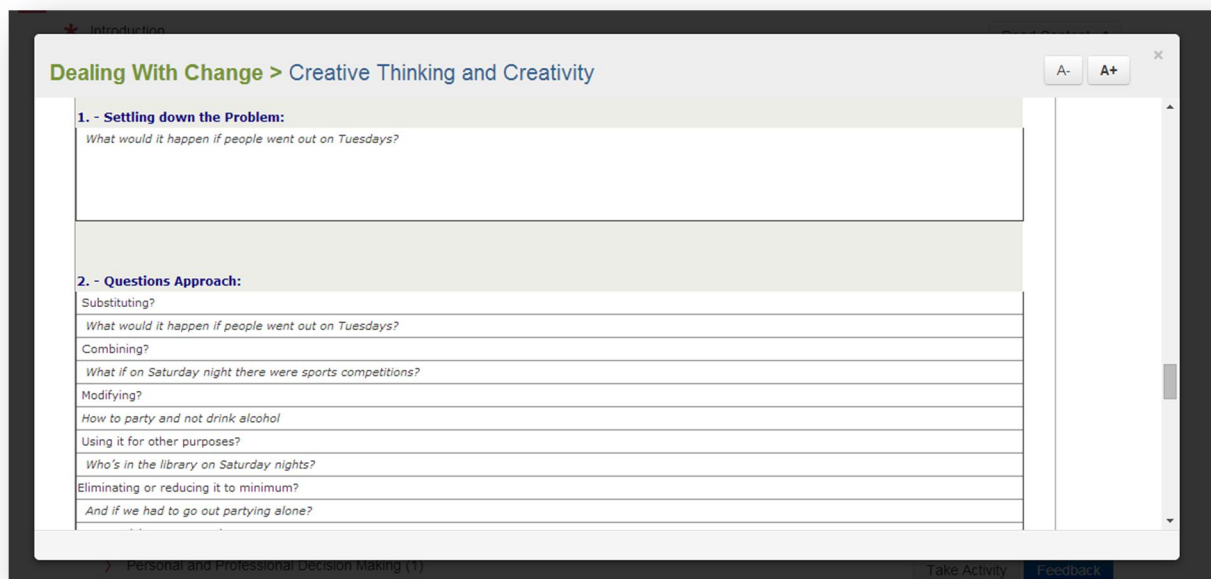 Introduction
Dealing With Change > Creative Thinking and Creativity
A-
A+
×
1. - Settling down the Problem:
What would it happen if people went out on Tuesdays?
2. - Questions Approach:
Substituting?
What would it happen if people went out on Tuesdays?
Combining?
What if on Saturday night there were sports competitions?
Modifying?
How to party and not drink alcohol
Using it for other purposes?
Who's in the library on Saturday nights?
Eliminating or reducing it to minimum?
And if we had to go out partying alone?
Personal and Professional Decision Making (1)
Take Activity
Feedback